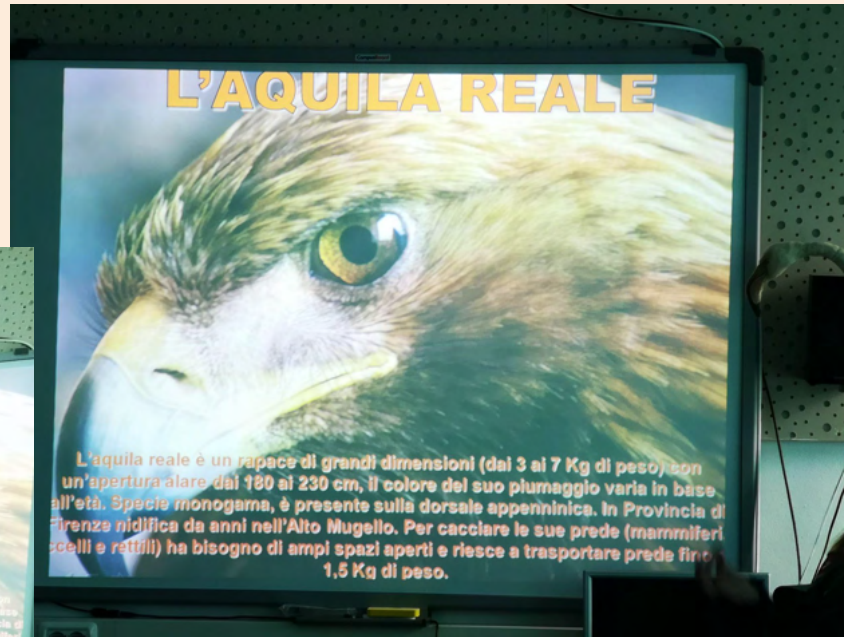 L'AQUILA REALE
L'aquila reale è un rapace di grandi dimensioni (dai 3 ai 7 Kg di peso) con
un'apertura alare dai 180 ai 230 cm, il colore del suo piumaggio varia in base
all'età. Specie monogama, è presente sulla dorsale appenninica. In Provincia di
Firenze nidifica da anni nell'Alto Mugello. Per cacciare le sue prede (mammiferi
uccelli e rettili) ha bisogno di ampi spazi aperti e riesce a trasportare prede fino
1,5 Kg di peso.